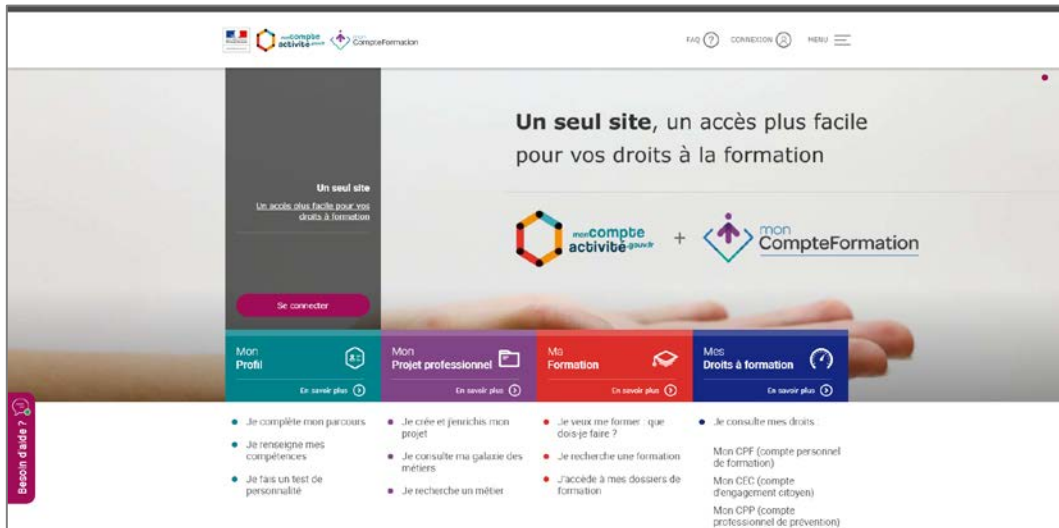 moncompte
activité.gouv.fr
mon
CompteFormation
FAQ ?
CONNEXION
MENU
Un seul site, un accès plus facile
pour vos droits à la formation
Un seul site
Un accès plus facile pour vos
droits à formation
moncompte
activité.gouv.fr
+
mon
CompteFormation
Se connecter
Mon
Profil
En savoir plus
Mon
Projet professionnel
En savoir plus
Ma
Formation
En savoir plus
Mes
Droits à formation
En savoir plus
Besoin d'aide ?
Je complète mon parcours
Je renseigne mes
compétences
Je fais un test de
personnalité
Je crée et j'enrichis mon
projet
Je consulte ma galaxie des
métiers
Je recherche un métier
Je veux me former : que
dois-je faire ?
Je recherche une formation
J'accède à mes dossiers de
formation
Je consulte mes droits :
Mon CPF (compte personnel
de formation)
Mon CEC (compte
d'engagement citoyen)
Mon CPP (compte
professionnel de prévention)